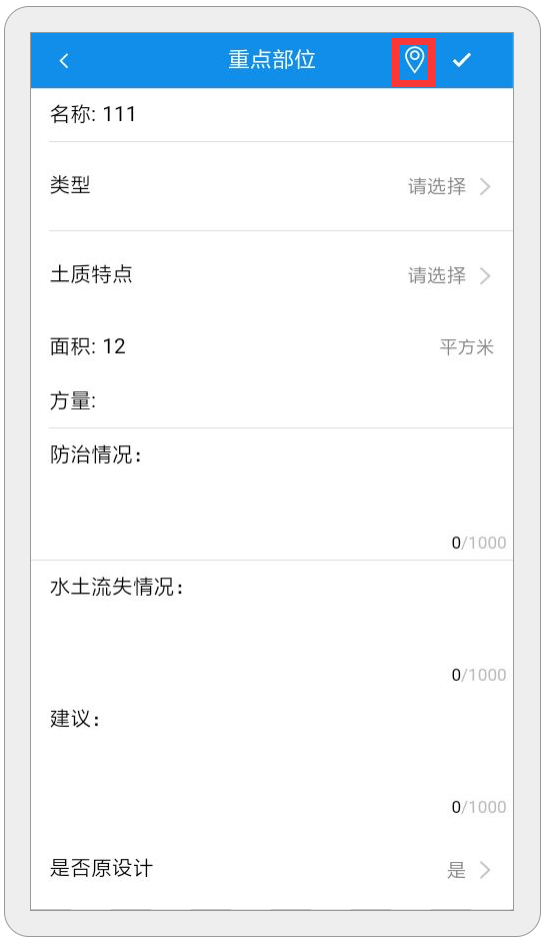 重点部位
名称: 111
类型 请选择
土质特点 请选择
面积: 12 平方米
方量:
防治情况：
0/1000
水土流失情况：
0/1000
建议：
0/1000
是否原设计 是